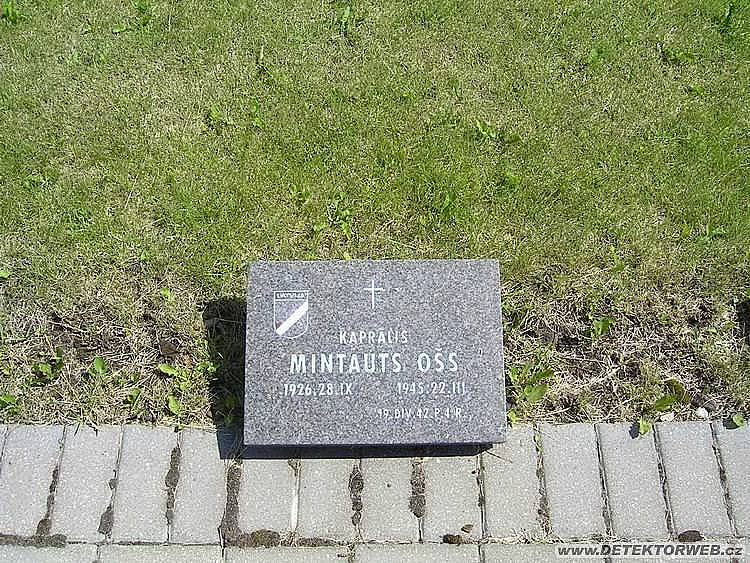 LATVIJA
KAPRĀLIS
MINTAUTS OŠS
1926.28.IX 1945.22.III
19.DIV.42.P.4.R.
WWW.DETEKTORWEB.CZ